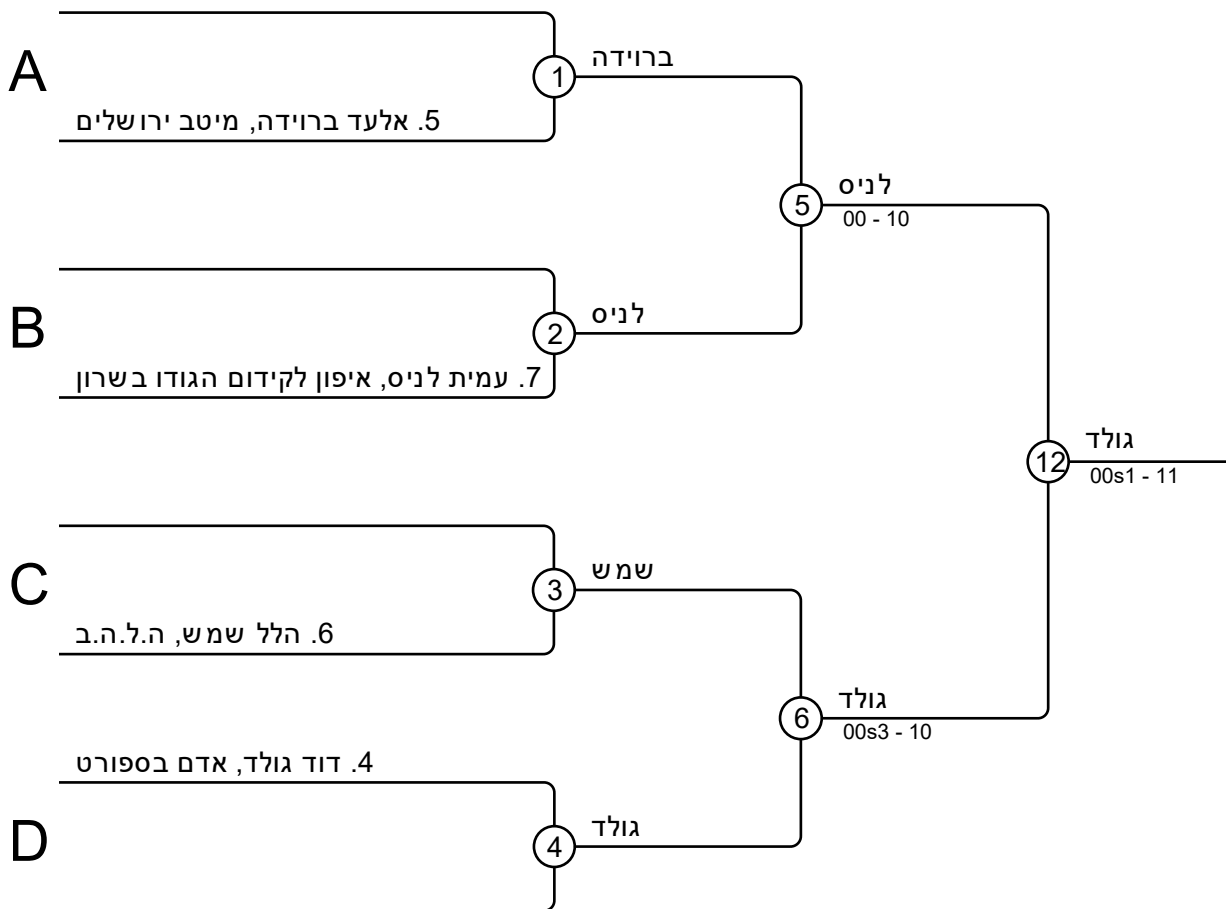 A
1
ברוידה
5. אלעד ברוידה, מיטב ירושלים
5
לניס
00 - 10
B
2
לניס
7. עמית לניס, איפון לקידום הגודו בשרון
12
גולד
00s1 - 11
C
3
שמש
6. הלל שמש, ה.ל.ה.ב
6
גולד
00s3 - 10
4. דוד גולד, אדם בספורט
D
4
גולד